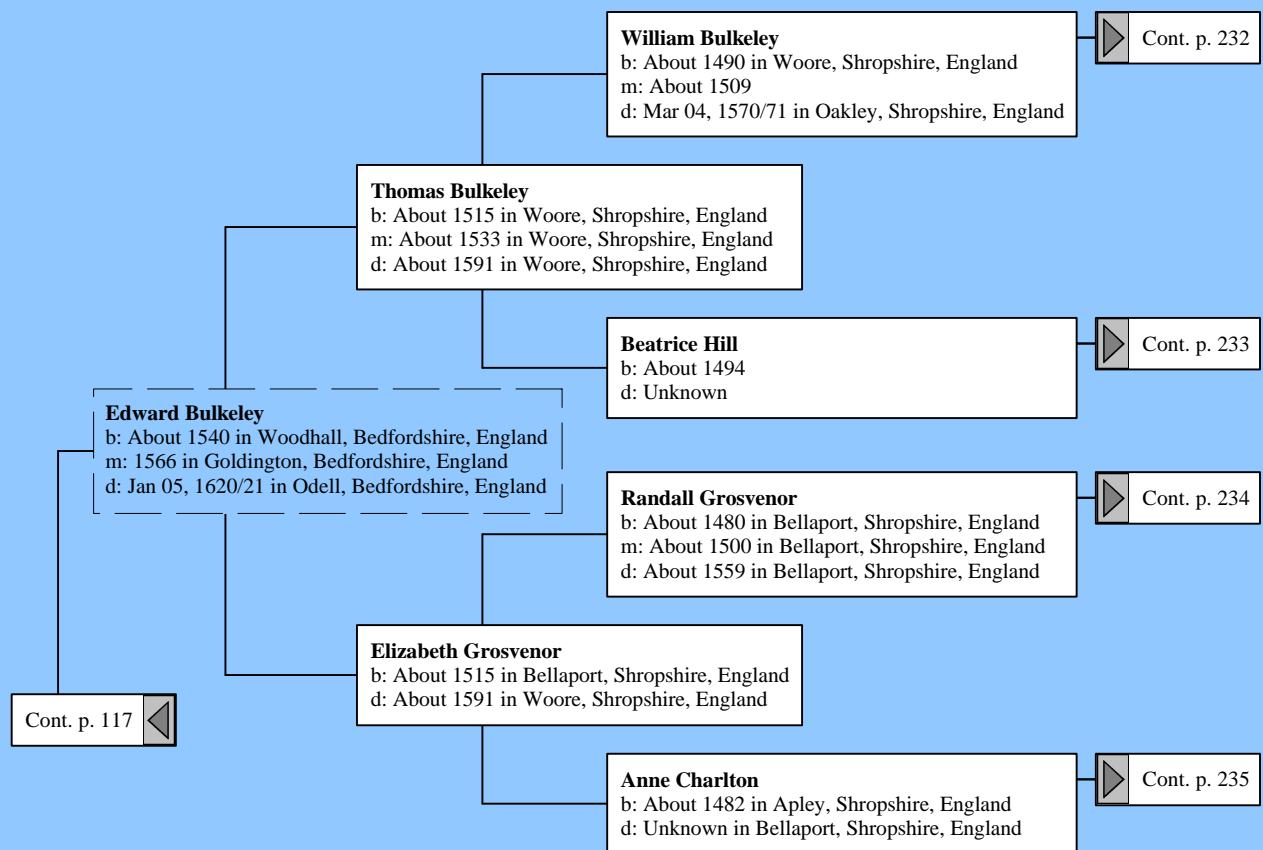 William Bulkeley
b: About 1490 in Woore, Shropshire, England
m: About 1509
d: Mar 04, 1570/71 in Oakley, Shropshire, England
Cont. p. 232
Thomas Bulkeley
b: About 1515 in Woore, Shropshire, England
m: About 1533 in Woore, Shropshire, England
d: About 1591 in Woore, Shropshire, England
Beatrice Hill
b: About 1494
d: Unknown
Cont. p. 233
Edward Bulkeley
b: About 1540 in Woodhall, Bedfordshire, England
m: 1566 in Goldington, Bedfordshire, England
d: Jan 05, 1620/21 in Odell, Bedfordshire, England
Randall Grosvenor
b: About 1480 in Bellaport, Shropshire, England
m: About 1500 in Bellaport, Shropshire, England
d: About 1559 in Bellaport, Shropshire, England
Cont. p. 234
Elizabeth Grosvenor
b: About 1515 in Bellaport, Shropshire, England
d: About 1591 in Woore, Shropshire, England
Cont. p. 117
Anne Charlton
b: About 1482 in Apley, Shropshire, England
d: Unknown in Bellaport, Shropshire, England
Cont. p. 235